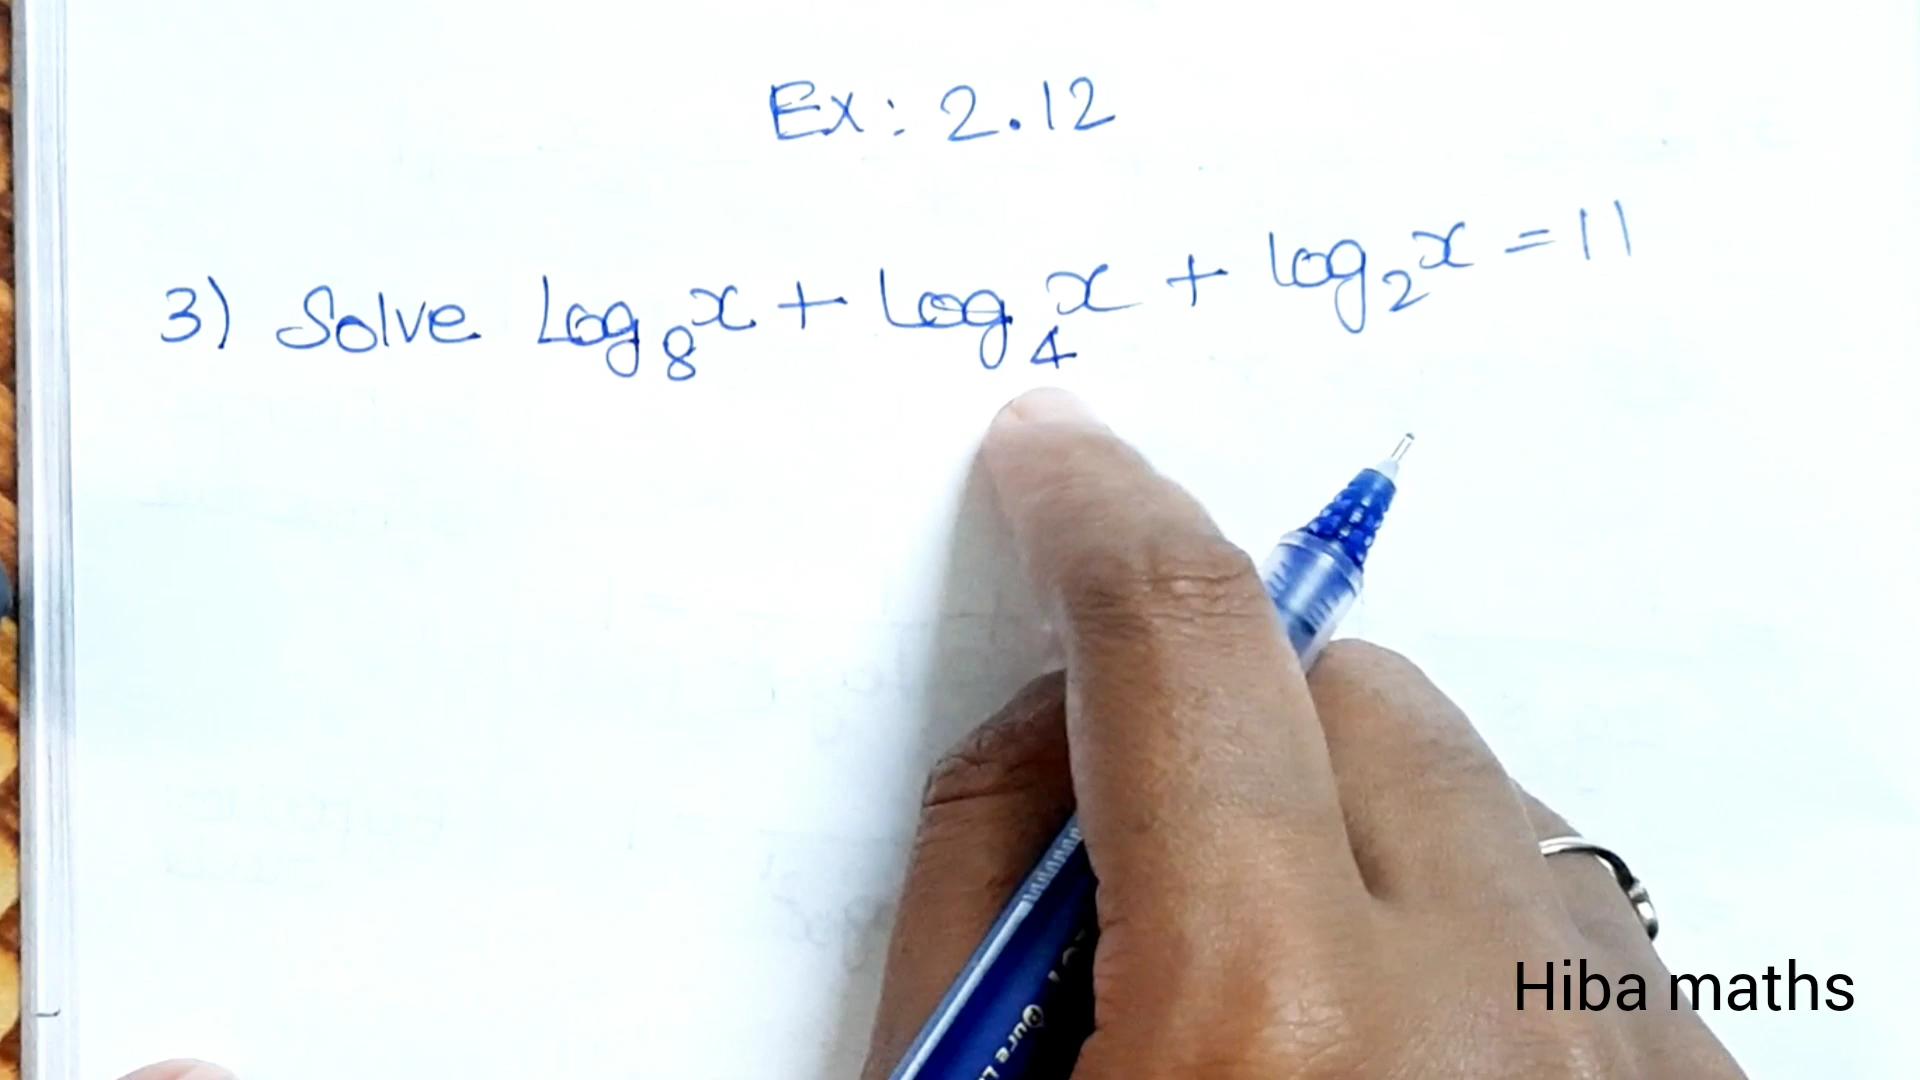 Ex: 2.12
3) Solve log₈x + log₄x + log₂x = 11
Hiba maths